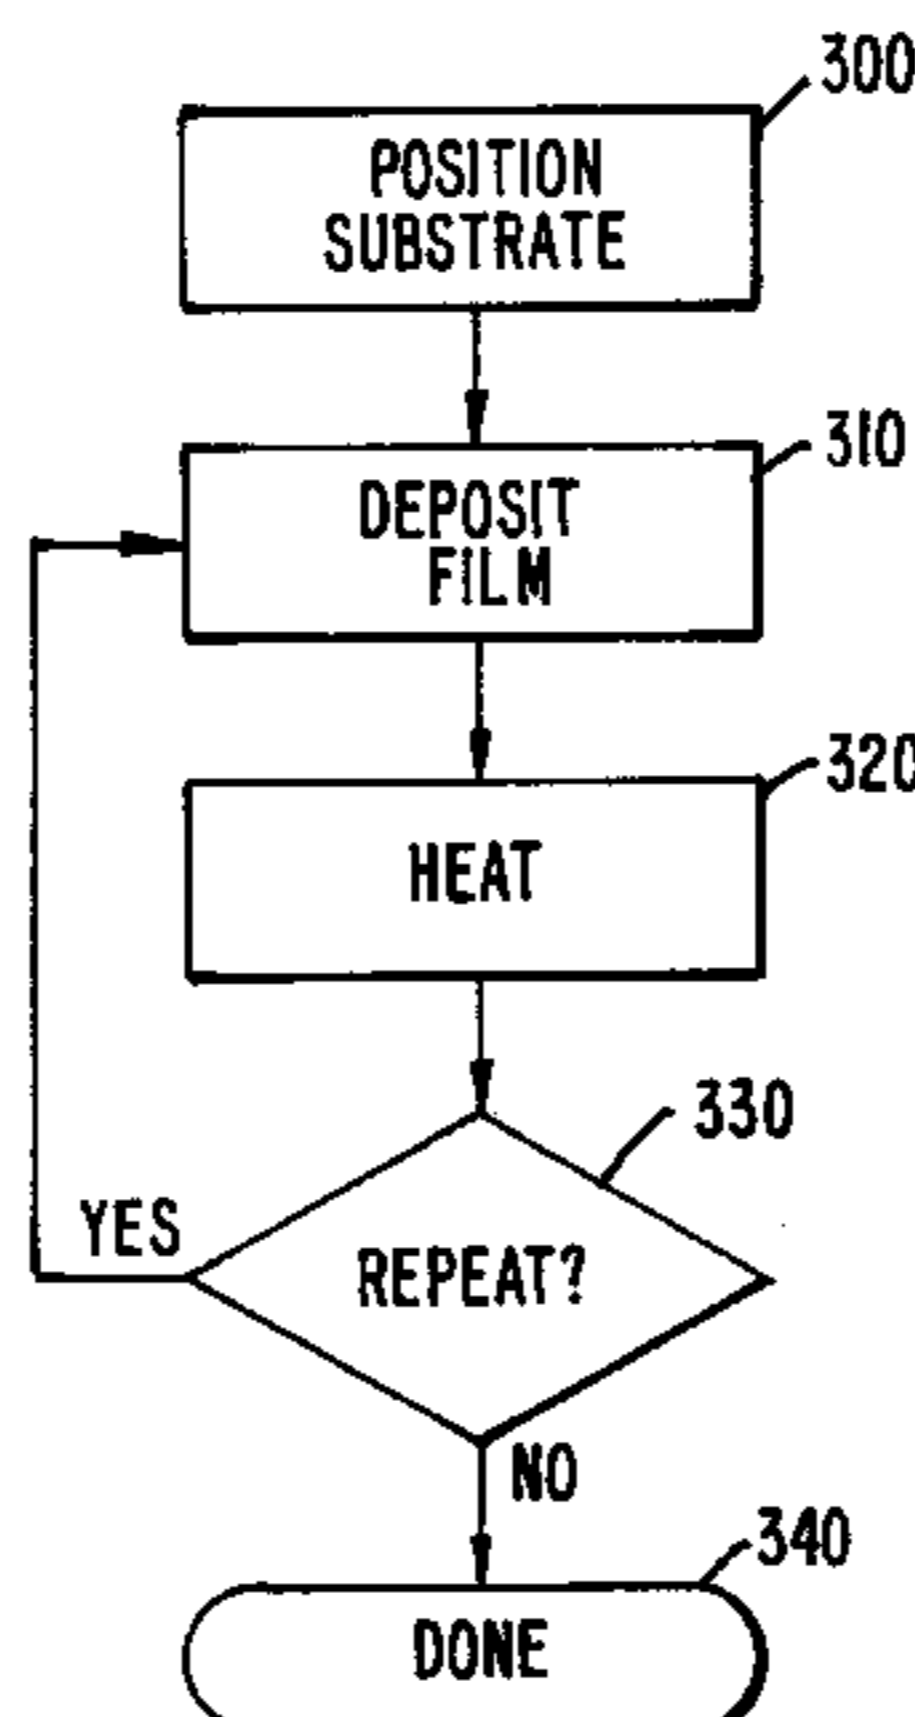 300
POSITION
SUBSTRATE
310
DEPOSIT
FILM
320
HEAT
330
YES
REPEAT?
NO
340
DONE